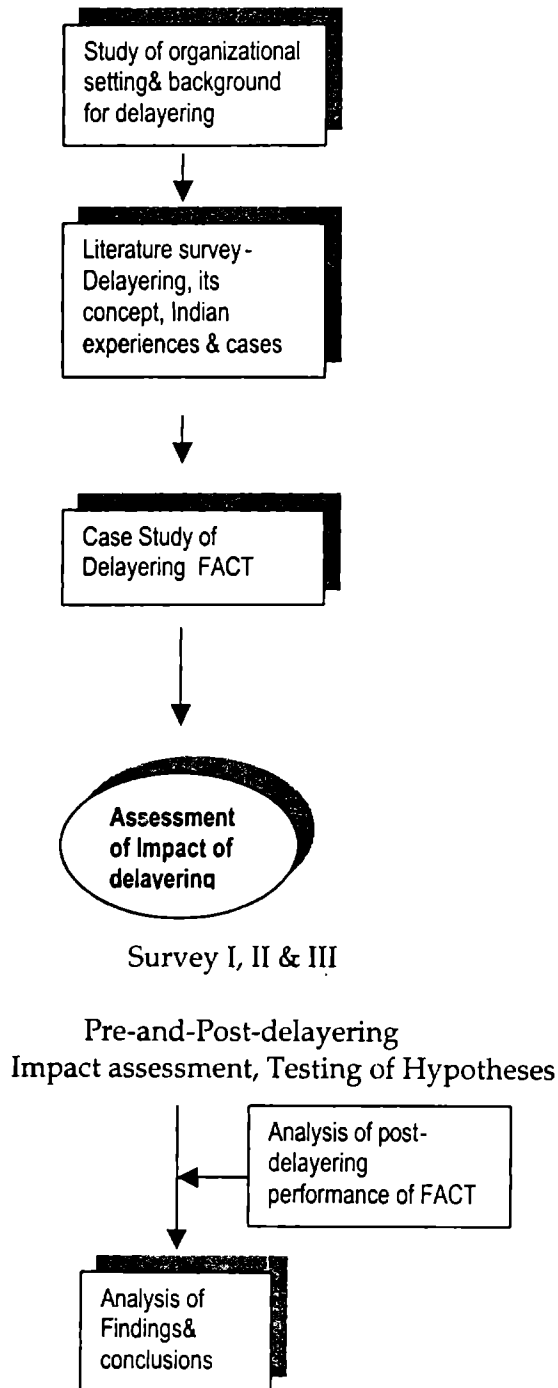 Study of organizational
setting& background
for delayering
Literature survey-
Delayering, its
concept, Indian
experiences & cases
Case Study of
Delayering FACT
Assessment
of Impact of
delayering
Survey I, II & III
Pre-and-Post-delayering
Impact assessment, Testing of Hypotheses
Analysis of post-
delayering
performance of FACT
Analysis of
Findings&
conclusions